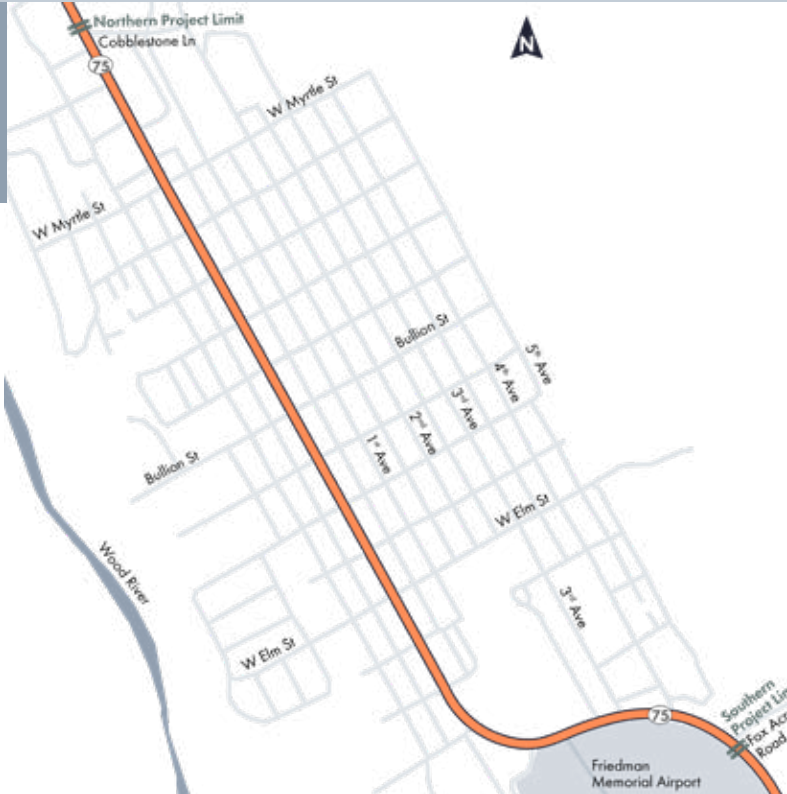 Northern Project Limit
Cobblestone Ln
N
75
W Myrtle St
W Myrtle St
Bullion St
5th Ave
4th Ave
3rd Ave
2nd Ave
1st Ave
Bullion St
W Elm St
Wood River
3rd Ave
W Elm St
Southern
Project
75
Fox
Road
Friedman
Memorial Airport